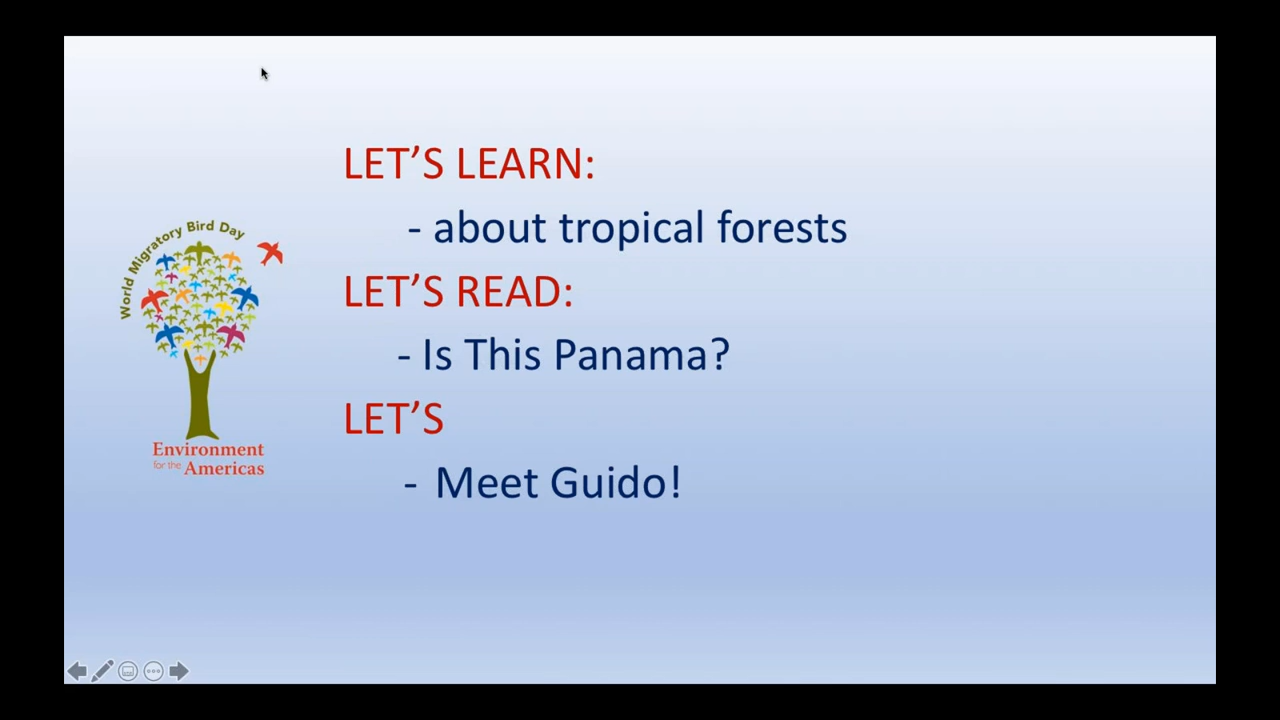 LET’S LEARN:
- about tropical forests
LET’S READ:
- Is This Panama?
LET’S
- Meet Guido!
World Migratory Bird Day
Environment
for the Americas